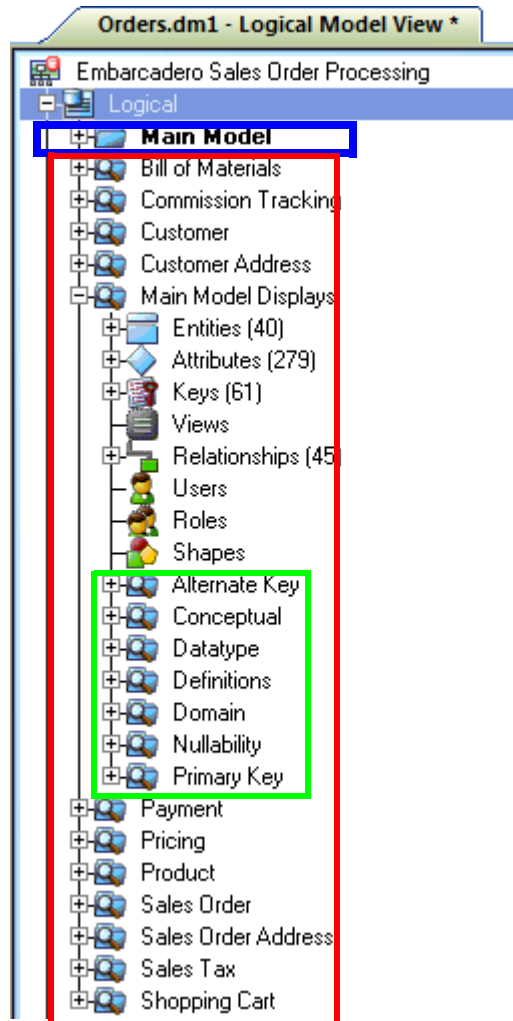 Orders.dm1 - Logical Model View *
Embarcadero Sales Order Processing
Logical
Main Model
Bill of Materials
Commission Tracking
Customer
Customer Address
Main Model Displays
Entities (40)
Attributes (279)
Keys (61)
Views
Relationships (45)
Users
Roles
Shapes
Alternate Key
Conceptual
Datatype
Definitions
Domain
Nullability
Primary Key
Payment
Pricing
Product
Sales Order
Sales Order Address
Sales Tax
Shopping Cart